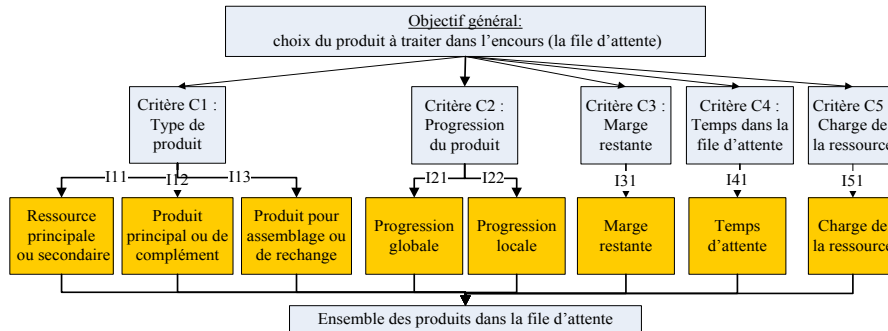 Objectif général:
choix du produit à traiter dans l'encours (la file d'attente)
Critère C1 :
Type de
produit
Critère C2 :
Progression
du produit
Critère C3 :
Marge
restante
Critère C4 :
Temps dans la
file d'attente
Critère C5
Charge de
la ressource
I11
I12
I13
I21
I22
I31
I41
I51
Ressource
principale
ou secondaire
Produit
principal ou de
complément
Produit pour
assemblage ou
de rechange
Progression
globale
Progression
locale
Marge
restante
Temps
d'attente
Charge de
la ressource
Ensemble des produits dans la file d'attente